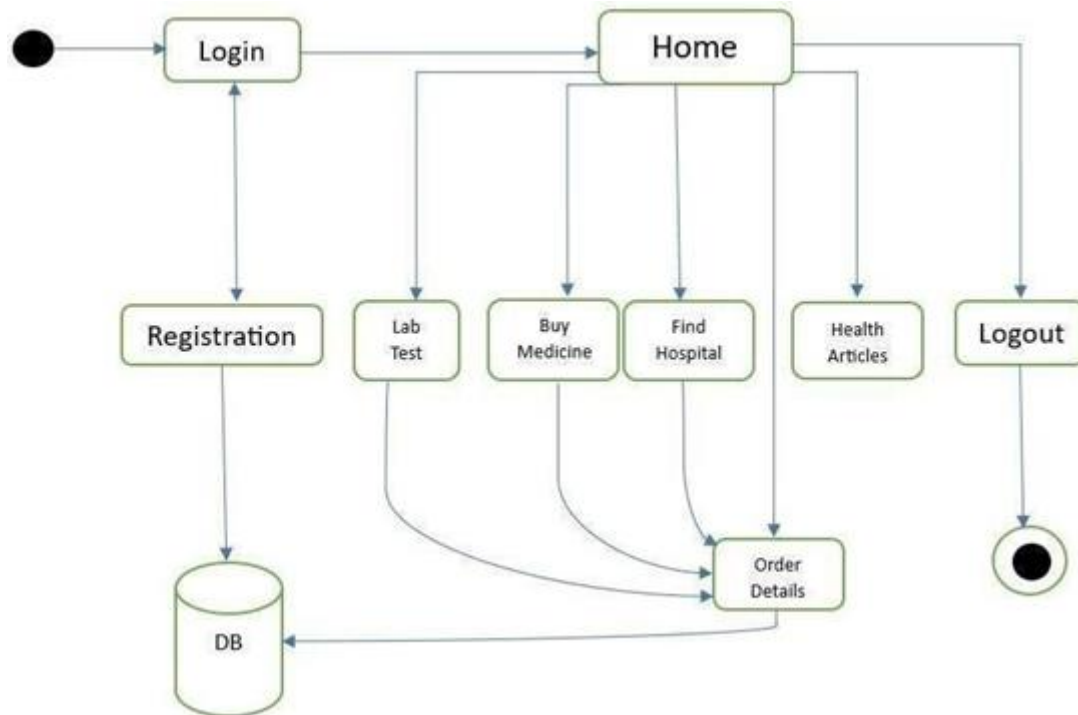 Login
Home
Registration
Lab
Test
Buy
Medicine
Find
Hospital
Health
Articles
Logout
Order
Details
DB